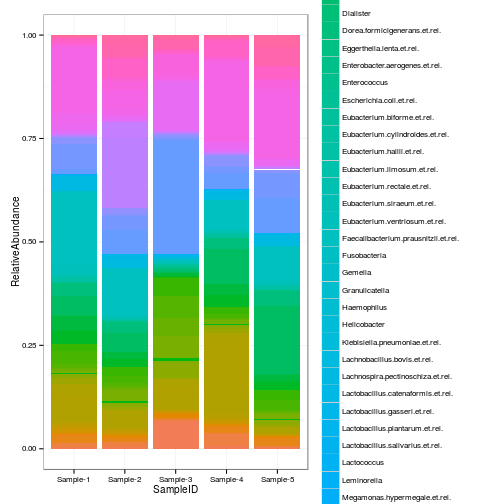 1.00
0.75
0.50
0.25
0.00
RelativeAbundance
Sample-1
Sample-2
Sample-3
Sample-4
Sample-5
SampleID
Dialister
Dorea.formicigenerans.et.rel.
Eggerthella.lenta.et.rel.
Enterobacter.aerogenes.et.rel.
Enterococcus
Escherichia.coli.et.rel.
Eubacterium.biforme.et.rel.
Eubacterium.cylindroides.et.rel.
Eubacterium.hallii.et.rel.
Eubacterium.limosum.et.rel.
Eubacterium.rectale.et.rel.
Eubacterium.siraeum.et.rel.
Eubacterium.ventriosum.et.rel.
Faecalibacterium.prausnitzii.et.rel.
Fusobacteria
Gemella
Granulicatella
Haemophilus
Helicobacter
Klebisiella.pneumoniae.et.rel.
Lachnobacillus.bovis.et.rel.
Lachnospira.pectinoschiza.et.rel.
Lactobacillus.catenaformis.et.rel.
Lactobacillus.gasseri.et.rel.
Lactobacillus.plantarum.et.rel.
Lactobacillus.salivarius.et.rel.
Lactococcus
Leminorella
Megamonas.hypermegale.et.rel.